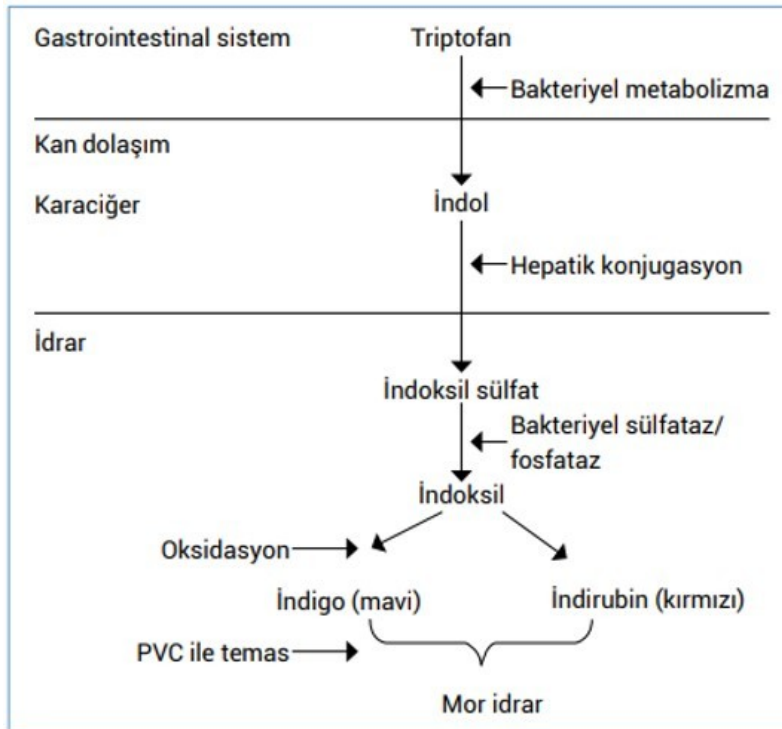 Gastrointestinal sistem
Triptofan
Bakteriyel metabolizma
Kan dolaşım
Karaciğer
İndol
Hepatik konjugasyon
İdrar
İndoksil sülfat
Bakteriyel sülfataz/
fosfataz
İndoksil
Oksidasyon
İndigo (mavi)
İndirubin (kırmızı)
PVC ile temas
Mor idrar